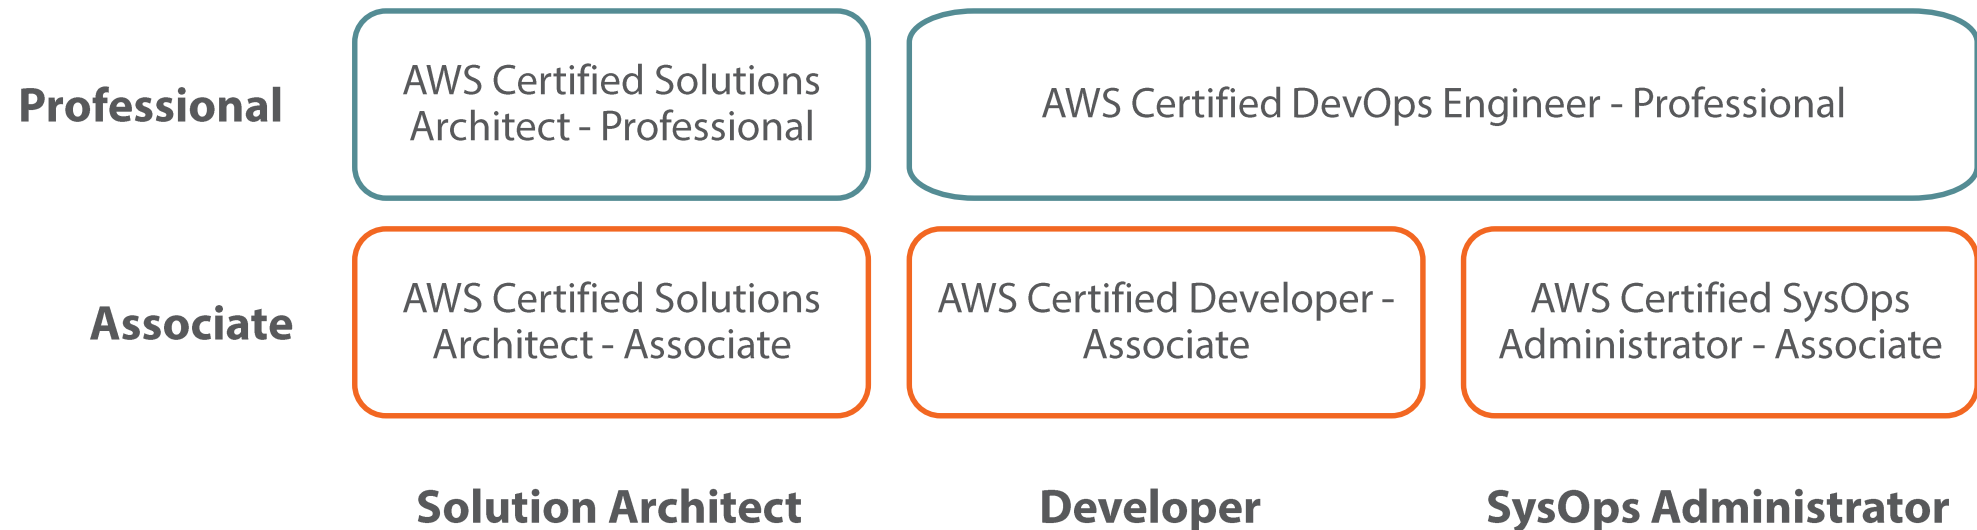 AWS Certified Solutions
Architect - Professional
Professional
AWS Certified DevOps Engineer - Professional
AWS Certified Solutions
Architect - Associate
Associate
AWS Certified Developer -
Associate
AWS Certified SysOps
Administrator - Associate
Solution Architect
Developer
SysOps Administrator